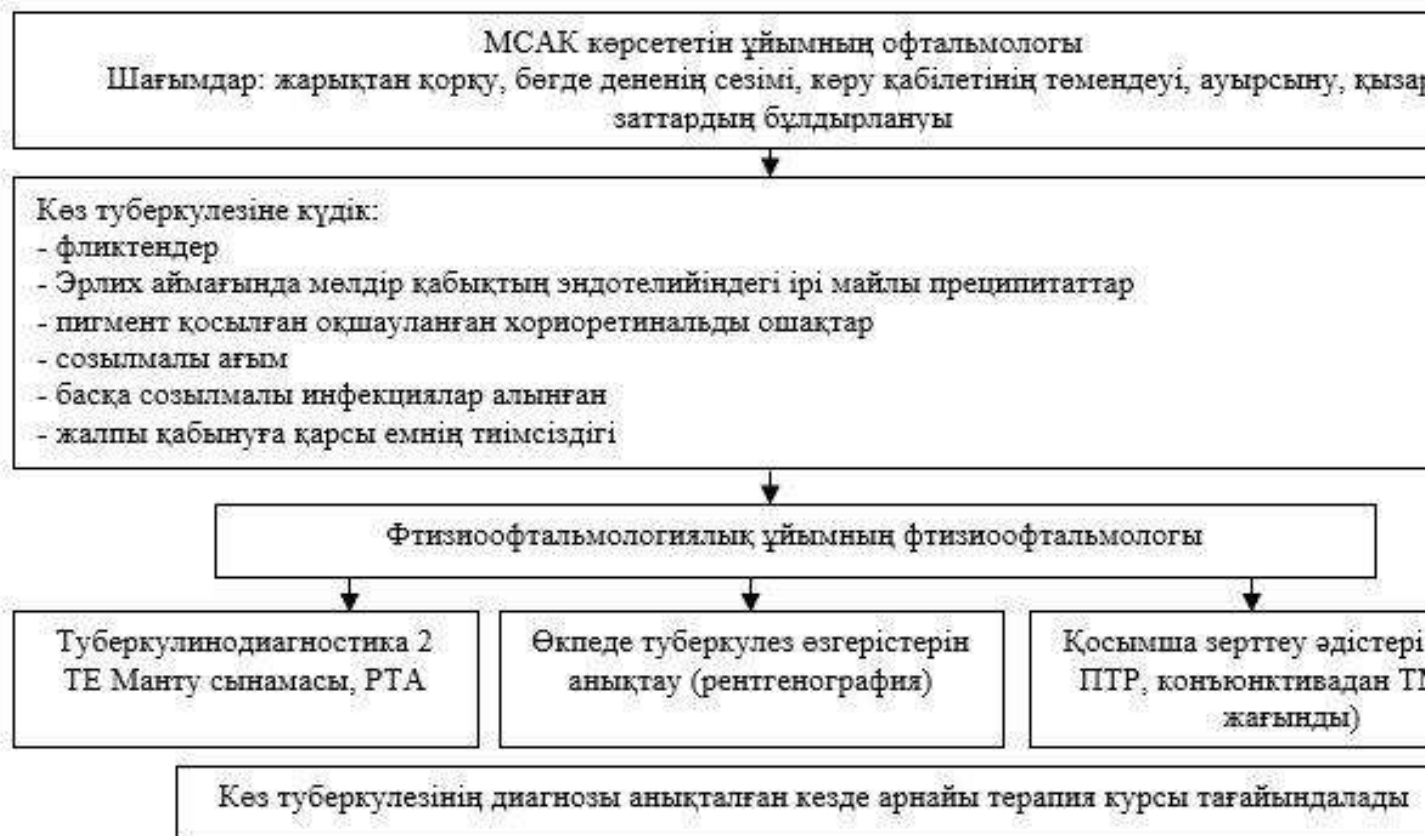 МСАК көрсететін ұйымның офтальмологы
Шағымдар: жарықтан қорқу, бөгде дененің сезімі, көру қабілетінің төмендеуі, ауырсыну,
заттардың бұлдырлануы
Көз туберкулезіне күдік:
- фликтендер
- Эрлих аймағында мөлдір қабықтың эндотелийіндегі ірі майлы преципитаттар
- пигмент қосылған оқшауланған хориоретинальды ошақтар
- созылмалы ағым
- басқа созылмалы инфекциялар алынған
- жалпы қабынуға қарсы емнің тиімсіздігі
Фтизиоофтальмологиялық ұйымның фтизиоофтальмологы
Туберкулинодиагностика 2
ТЕ Манту сынамасы, РТА
Өкпеде туберкулез өзгерістерін
анықтау (рентгенография)
Қосымша зерттеу әдістері
ПТР, конъюнктивадан
жағынды)
Көз туберкулезінің диагнозы анықталған кезде арнайы терапия курсы тағайындалады